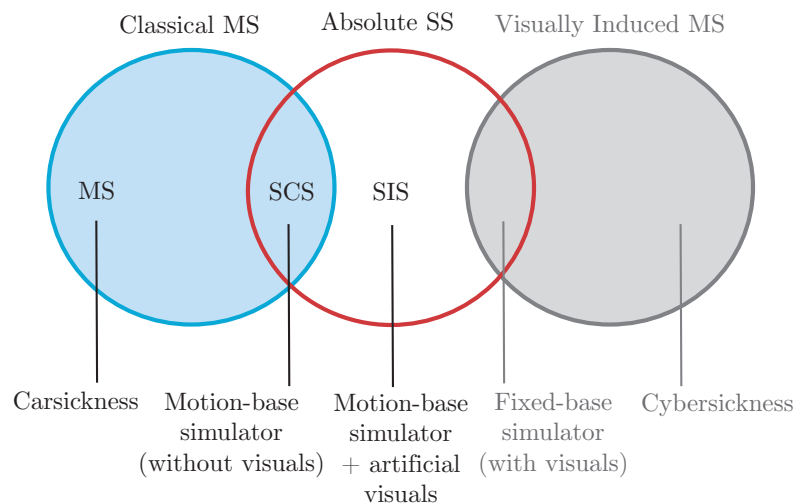 Classical MS
Absolute SS
Visually Induced MS
MS
SCS
SIS
Carsickness
Motion-base
simulator
(without visuals)
Motion-base
simulator
+ artificial
visuals
Fixed-base
simulator
(with visuals)
Cybersickness